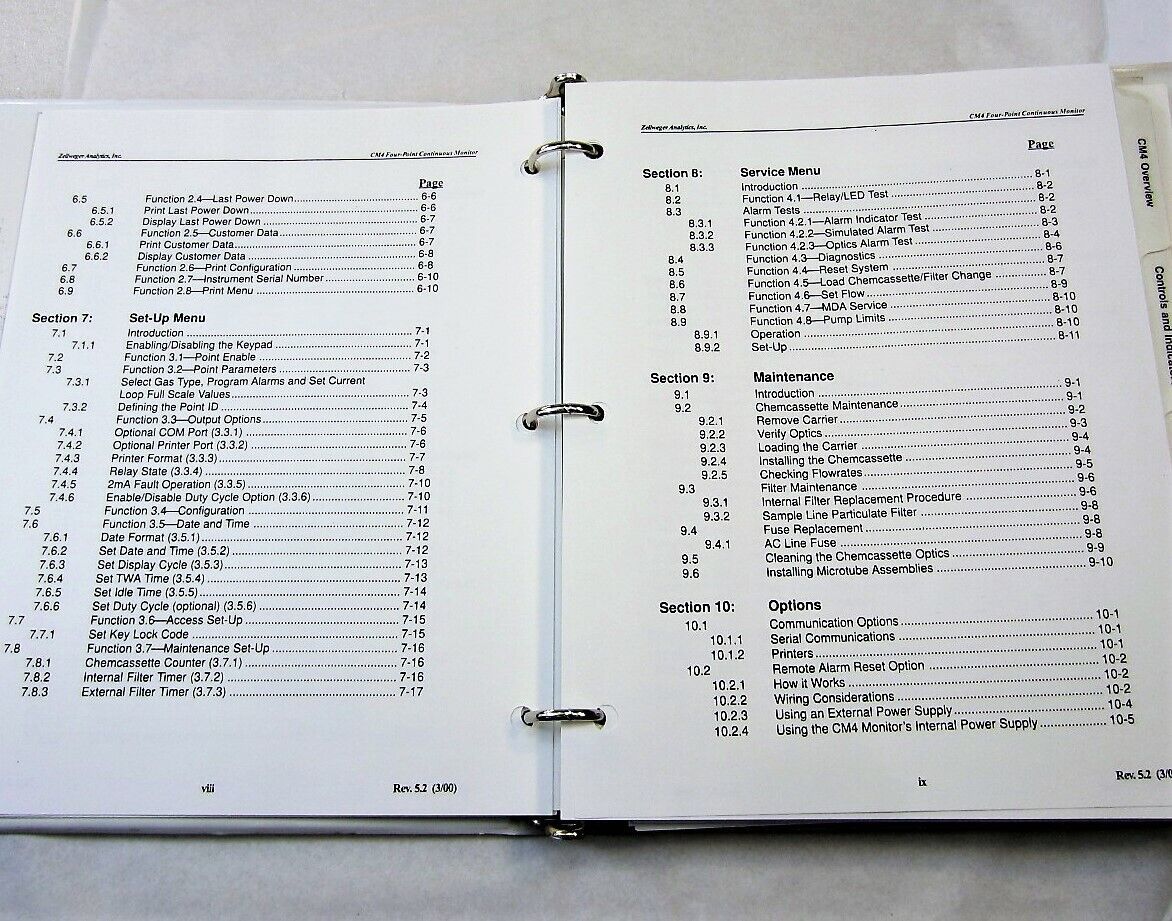 Zellweger Analytics, Inc. CM4 Four-Point Continuous Monitor
Page
6.5 Function 2.4—Last Power Down 6-6
6.5.1 Print Last Power Down 6-6
6.5.2 Display Last Power Down 6-7
6.6 Function 2.5—Customer Data 6-7
6.6.1 Print Customer Data 6-7
6.6.2 Display Customer Data 6-8
6.7 Function 2.6—Print Configuration 6-8
6.8 Function 2.7—Instrument Serial Number 6-10
6.9 Function 2.8—Print Menu 6-10
Section 7: Set-Up Menu
7.1 Introduction 7-1
7.1.1 Enabling/Disabling the Keypad 7-1
7.2 Function 3.1—Point Enable 7-2
7.3 Function 3.2—Point Parameters 7-3
7.3.1 Select Gas Type, Program Alarms and Set Current
Loop Full Scale Values 7-3
7.3.2 Defining the Point ID 7-4
7.4 Function 3.3—Output Options 7-5
7.4.1 Optional COM Port (3.3.1) 7-6
7.4.2 Optional Printer Port (3.3.2) 7-6
7.4.3 Printer Format (3.3.3) 7-7
7.4.4 Relay State (3.3.4) 7-8
7.4.5 2mA Fault Operation (3.3.5) 7-10
7.4.6 Enable/Disable Duty Cycle Option (3.3.6) 7-10
7.5 Function 3.4—Configuration 7-11
7.6 Function 3.5—Date and Time 7-12
7.6.1 Date Format (3.5.1) 7-12
7.6.2 Set Date and Time (3.5.2) 7-12
7.6.3 Set Display Cycle (3.5.3) 7-13
7.6.4 Set TWA Time (3.5.4) 7-13
7.6.5 Set Idle Time (3.5.5) 7-14
7.6.6 Set Duty Cycle (optional) (3.5.6) 7-14
7.7 Function 3.6—Access Set-Up 7-15
7.7.1 Set Key Lock Code 7-15
7.8 Function 3.7—Maintenance Set-Up 7-16
7.8.1 Chemcassette Counter (3.7.1) 7-16
7.8.2 Internal Filter Timer (3.7.2) 7-16
7.8.3 External Filter Timer (3.7.3) 7-17
viii Rev. 5.2 (3/00)
Zellweger Analytics, Inc. CM4 Four-Point Continuous Monitor
Page
Section 8: Service Menu
8.1 Introduction 8-1
8.2 Function 4.1—Relay/LED Test 8-2
8.3 Alarm Tests 8-2
8.3.1 Function 4.2.1—Alarm Indicator Test 8-2
8.3.2 Function 4.2.2—Simulated Alarm Test 8-3
8.3.3 Function 4.2.3—Optics Alarm Test 8-4
8.4 Function 4.3—Diagnostics 8-6
8.5 Function 4.4—Reset System 8-7
8.6 Function 4.5—Load Chemcassette/Filter Change 8-7
8.7 Function 4.6—Set Flow 8-9
8.8 Function 4.7—MDA Service 8-10
8.9 Function 4.8—Pump Limits 8-10
8.9.1 Operation 8-10
8.9.2 Set-Up 8-11
Section 9: Maintenance
9.1 Introduction 9-1
9.2 Chemcassette Maintenance 9-1
9.2.1 Remove Carrier 9-2
9.2.2 Verify Optics 9-3
9.2.3 Loading the Carrier 9-4
9.2.4 Installing the Chemcassette 9-4
9.2.5 Checking Flowrates 9-5
9.3 Filter Maintenance 9-6
9.3.1 Internal Filter Replacement Procedure 9-6
9.3.2 Sample Line Particulate Filter 9-8
9.4 Fuse Replacement 9-8
9.4.1 AC Line Fuse 9-8
9.5 Cleaning the Chemcassette Optics 9-9
9.6 Installing Microtube Assemblies 9-10
Section 10: Options
10.1 Communication Options 10-1
10.1.1 Serial Communications 10-1
10.1.2 Printers 10-1
10.2 Remote Alarm Reset Option 10-2
10.2.1 How it Works 10-2
10.2.2 Wiring Considerations 10-2
10.2.3 Using an External Power Supply 10-4
10.2.4 Using the CM4 Monitor's Internal Power Supply 10-5
ix Rev. 5.2 (3/0
CM4 Overview
Controls and